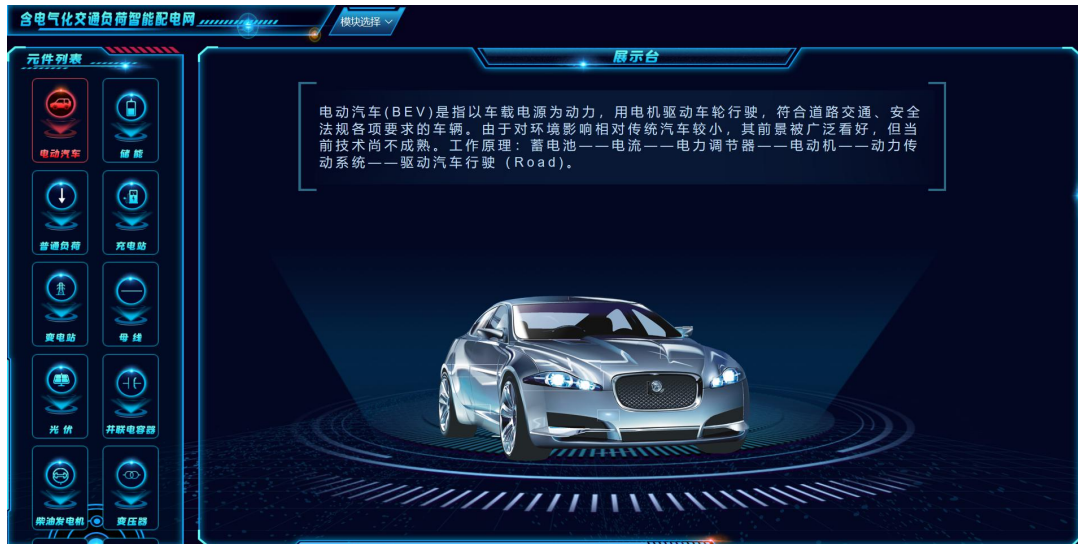 含电气化交通负荷智能配电网
模块选择
元件列表
展示台
电动汽车(BEV)是指以车载电源为动力，用电机驱动车轮行驶，符合道路交通、安全
法规各项要求的车辆。由于对环境影响相对传统汽车较小，其前景被广泛看好，但当
前技术尚不成熟。工作原理：蓄电池——电流——电力调节器——电动机——动力传
动系统——驱动汽车行驶 (Road)。
电动汽车
储能
普通负荷
充电站
变电站
母线
光伏
并联电容器
柴油发电机
变压器